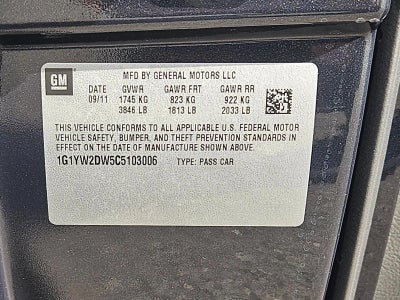 GM
MFD BY GENERAL MOTORS LLC
DATE GVWR GAWR FRT GAWR RR
09/11 1745 KG 823 KG 922 KG
3846 LB 1813 LB 2033 LB
THIS VEHICLE CONFORMS TO ALL APPLICABLE U.S. FEDERAL MOTOR
VEHICLE SAFETY, BUMPER, AND THEFT PREVENTION STANDARDS IN
EFFECT ON THE DATE OF MANUFACTURE SHOWN ABOVE.
1G1YW2DW5C5103006 TYPE: PASS CAR